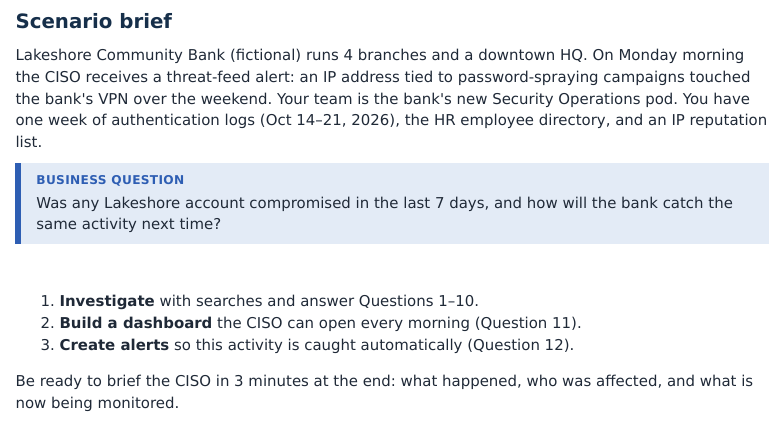 Scenario brief
Lakeshore Community Bank (fictional) runs 4 branches and a downtown HQ. On Monday morning
the CISO receives a threat-feed alert: an IP address tied to password-spraying campaigns touched
the bank's VPN over the weekend. Your team is the bank's new Security Operations pod. You have
one week of authentication logs (Oct 14–21, 2026), the HR employee directory, and an IP reputation
list.
BUSINESS QUESTION
Was any Lakeshore account compromised in the last 7 days, and how will the bank catch the
same activity next time?
1. Investigate with searches and answer Questions 1–10.
2. Build a dashboard the CISO can open every morning (Question 11).
3. Create alerts so this activity is caught automatically (Question 12).
Be ready to brief the CISO in 3 minutes at the end: what happened, who was affected, and what is
now being monitored.